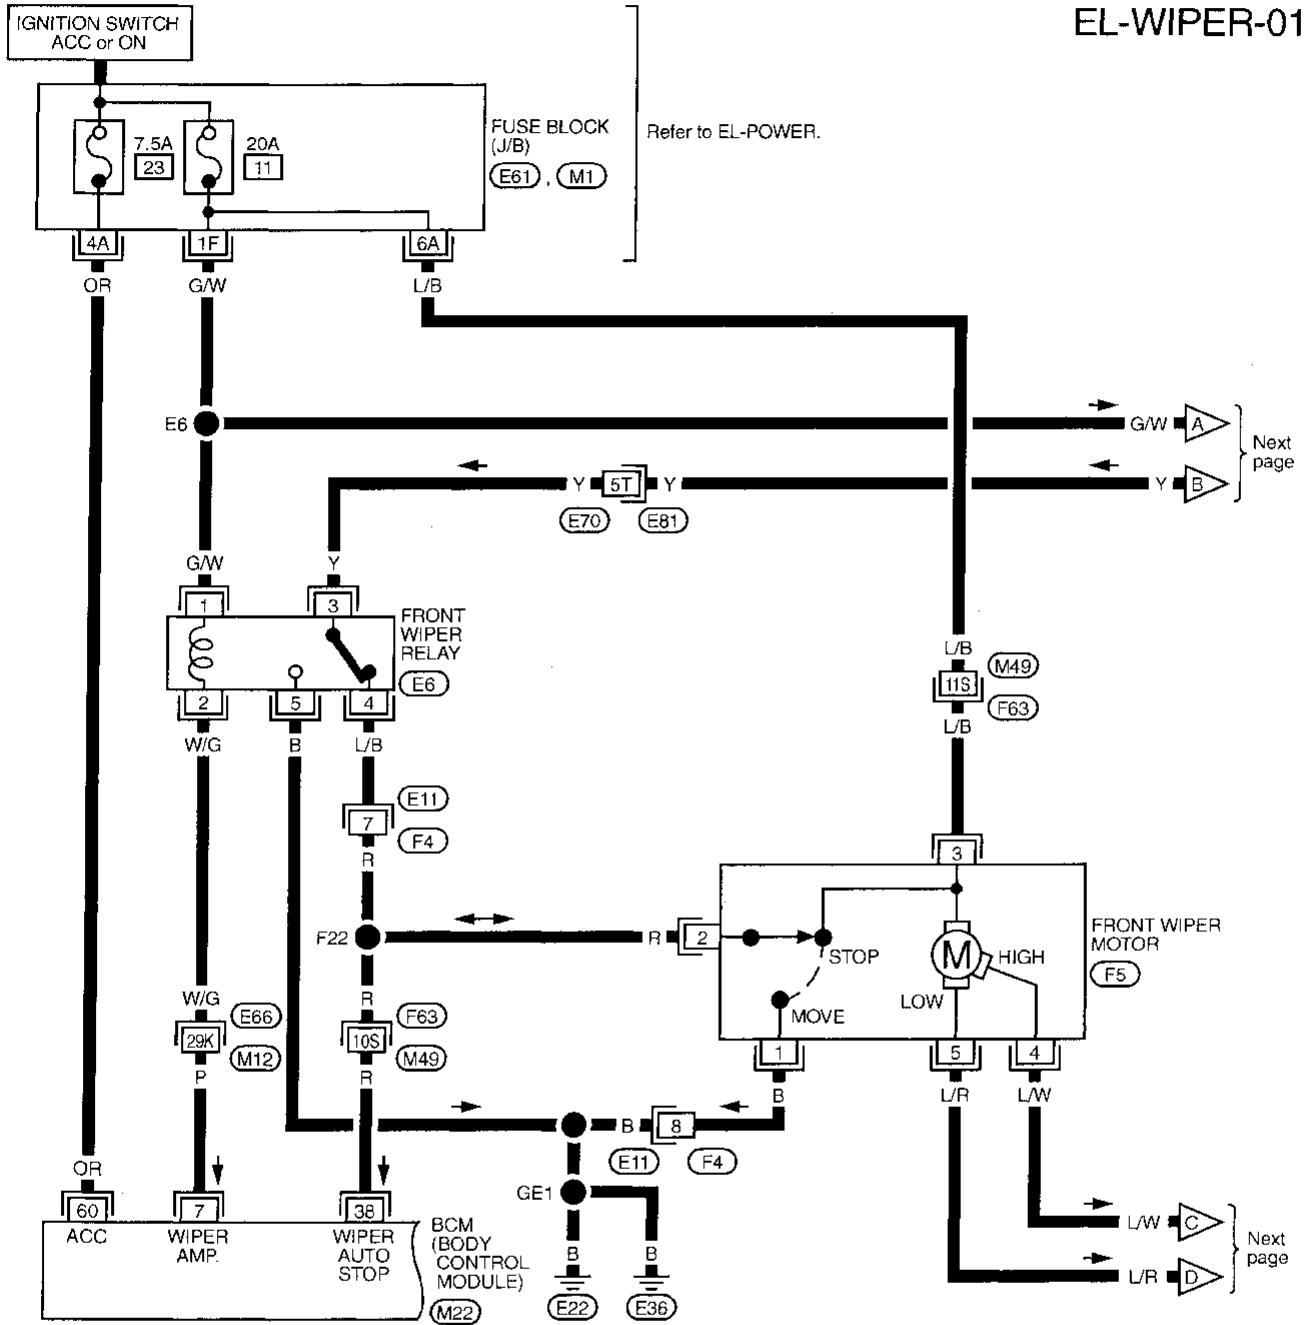 EL-WIPER-01
IGNITION SWITCH
ACC or ON
7.5A
23
20A
11
FUSE BLOCK
(J/B)
E61 , M1
Refer to EL-POWER.
4A
1F
6A
OR
G/W
L/B
E6
G/W
A
Next
page
Y
5T
Y
Y
B
E70
E81
G/W
Y
1
3
FRONT
WIPER
RELAY
E6
2
5
4
W/G
B
L/B
L/B
11S
M49
F63
L/B
E11
7
F4
R
3
F22
R
2
STOP
MOVE
M
HIGH
LOW
FRONT WIPER
MOTOR
F5
W/G
E66
29K
M12
P
R
F63
10S
M49
R
1
5
4
B
L/R
L/W
B
8
E11
F4
GE1
OR
60
7
38
ACC
WIPER
AMP.
WIPER
AUTO
STOP
BCM
(BODY
CONTROL
MODULE)
M22
B
B
E22
E36
L/W
C
L/R
D
Next
page